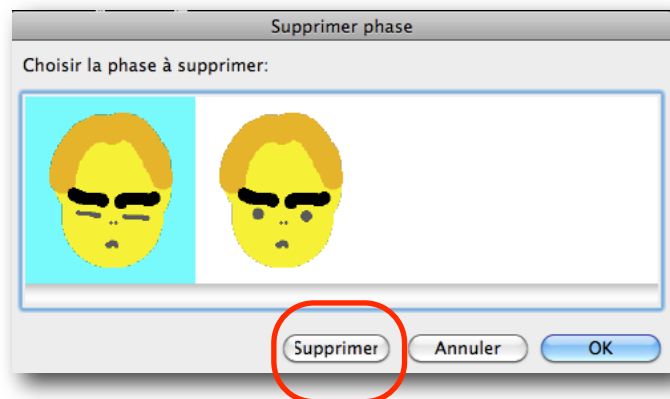 Supprimer phase
Choisir la phase à supprimer:
Supprimer Annuler OK